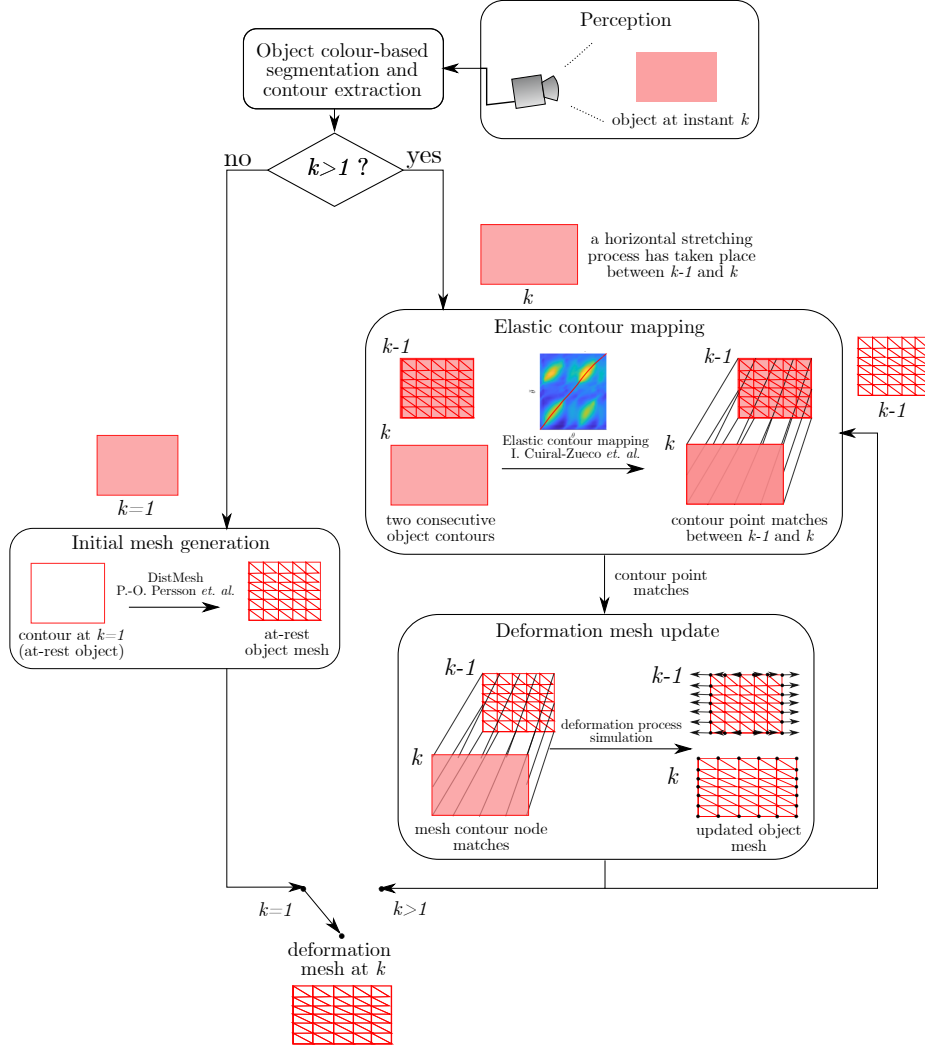 Perception
Object colour-based
segmentation and
contour extraction
object at instant k
no
k>1 ?
yes
a horizontal stretching
process has taken place
between k-1 and k
k
Elastic contour mapping
k-1
k
two consecutive
object contours
θ
Elastic contour mapping
I. Cuiral-Zueco et. al.
k-1
k
contour point matches
between k-1 and k
k-1
k=1
Initial mesh generation
contour at k=1
(at-rest object)
DistMesh
P.-O. Persson et. al.
at-rest
object mesh
contour point
matches
Deformation mesh update
k-1
k
mesh contour node
matches
deformation process
simulation
k-1
k
updated object
mesh
k=1
k>1
deformation
mesh at k